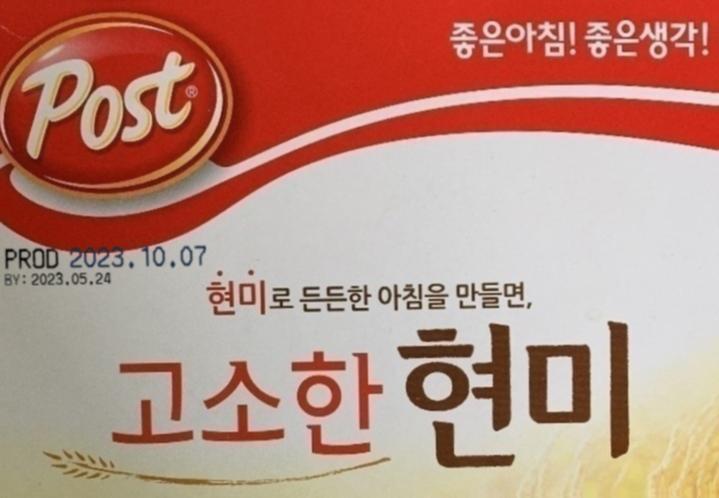 Post®
좋은아침! 좋은생각!
PROD 2023.10.07
BY: 2023.05.24
현미로 든든한 아침을 만들면,
고소한 현미